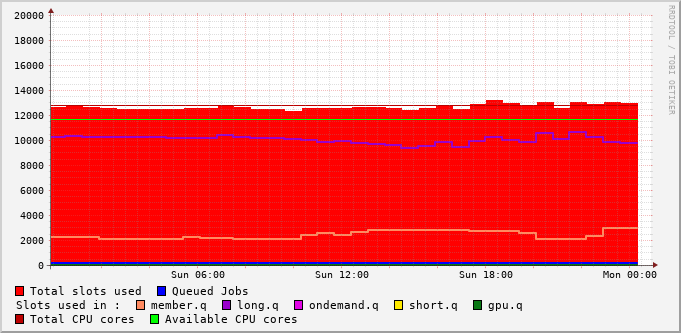 20000
18000
16000
14000
12000
10000
8000
6000
4000
2000
0
Sun 06:00 Sun 12:00 Sun 18:00 Mon 00:00
RRDTOOL / TOBI OETIKER
Total slots used Queued Jobs
Slots used in : member.q long.q ondemand.q short.q gpu.q
Total CPU cores Available CPU cores